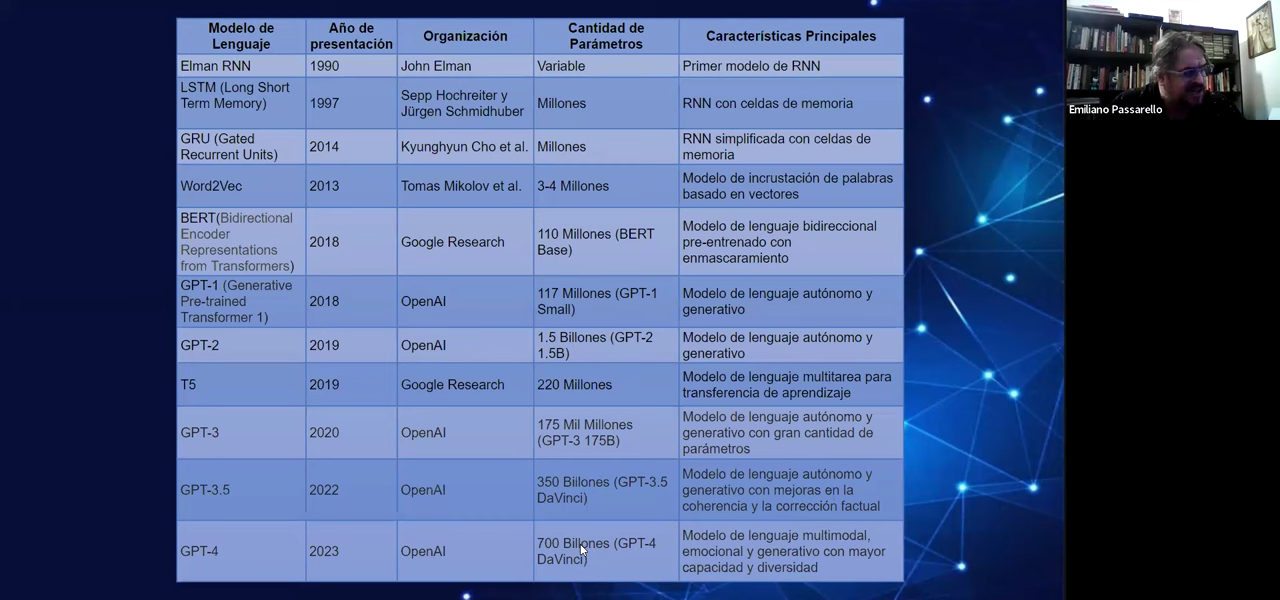 Modelo de
Lenguaje
Año de
presentación
Organización
Cantidad de
Parámetros
Características Principales
Elman RNN
1990
John Elman
Variable
Primer modelo de RNN
LSTM (Long Short
Term Memory)
1997
Sepp Hochreiter y
Jürgen Schmidhuber
Millones
RNN con celdas de memoria
GRU (Gated
Recurrent Units)
2014
Kyunghyun Cho et al.
Millones
RNN simplificada con celdas de
memoria
Word2Vec
2013
Tomas Mikolov et al.
3-4 Millones
Modelo de incrustación de palabras
basado en vectores
BERT(Bidirectional
Encoder
Representations
from Transformers)
2018
Google Research
110 Millones (BERT
Base)
Modelo de lenguaje bidireccional
pre-entrenado con
enmascaramiento
GPT-1 (Generative
Pre-trained
Transformer 1)
2018
OpenAI
117 Millones (GPT-1
Small)
Modelo de lenguaje autónomo y
generativo
GPT-2
2019
OpenAI
1.5 Billones (GPT-2
1.5B)
Modelo de lenguaje autónomo y
generativo
T5
2019
Google Research
220 Millones
Modelo de lenguaje multitarea para
transferencia de aprendizaje
GPT-3
2020
OpenAI
175 Mil Millones
(GPT-3 175B)
Modelo de lenguaje autónomo y
generativo con gran cantidad de
parámetros
GPT-3.5
2022
OpenAI
350 Billones (GPT-3.5
DaVinci)
Modelo de lenguaje autónomo y
generativo con mejoras en la
coherencia y la corrección factual
GPT-4
2023
OpenAI
700 Billones (GPT-4
DaVinci)
Modelo de lenguaje multimodal,
emocional y generativo con mayor
capacidad y diversidad
Emiliano Passarello